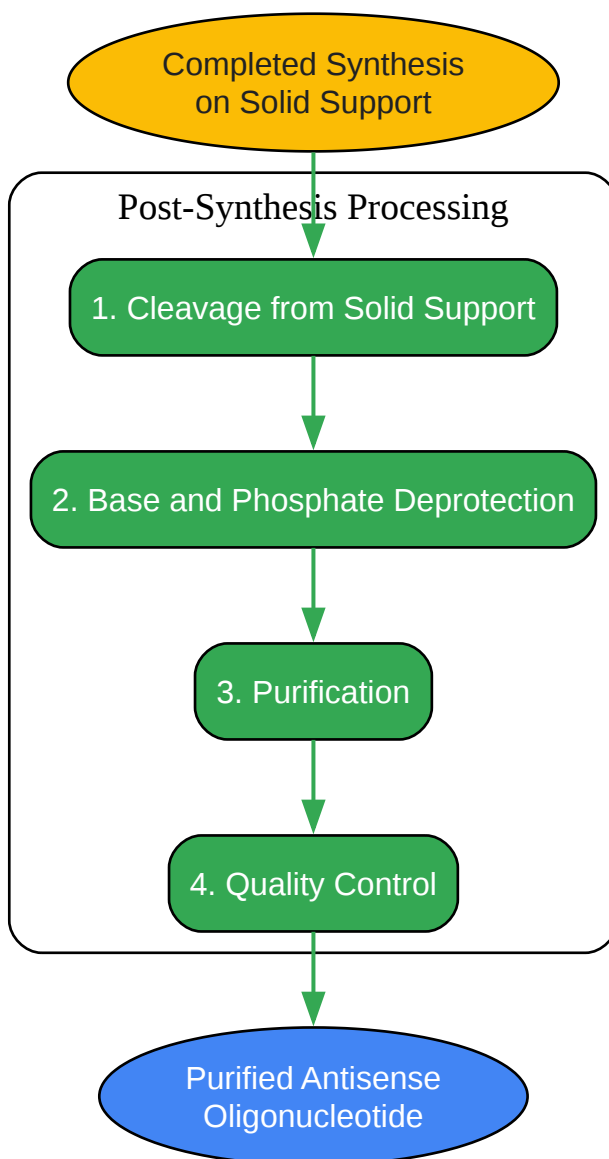 Completed Synthesis
on Solid Support
Post-Synthesis Processing
1. Cleavage from Solid Support
2. Base and Phosphate Deprotection
3. Purification
4. Quality Control
Purified Antisense
Oligonucleotide